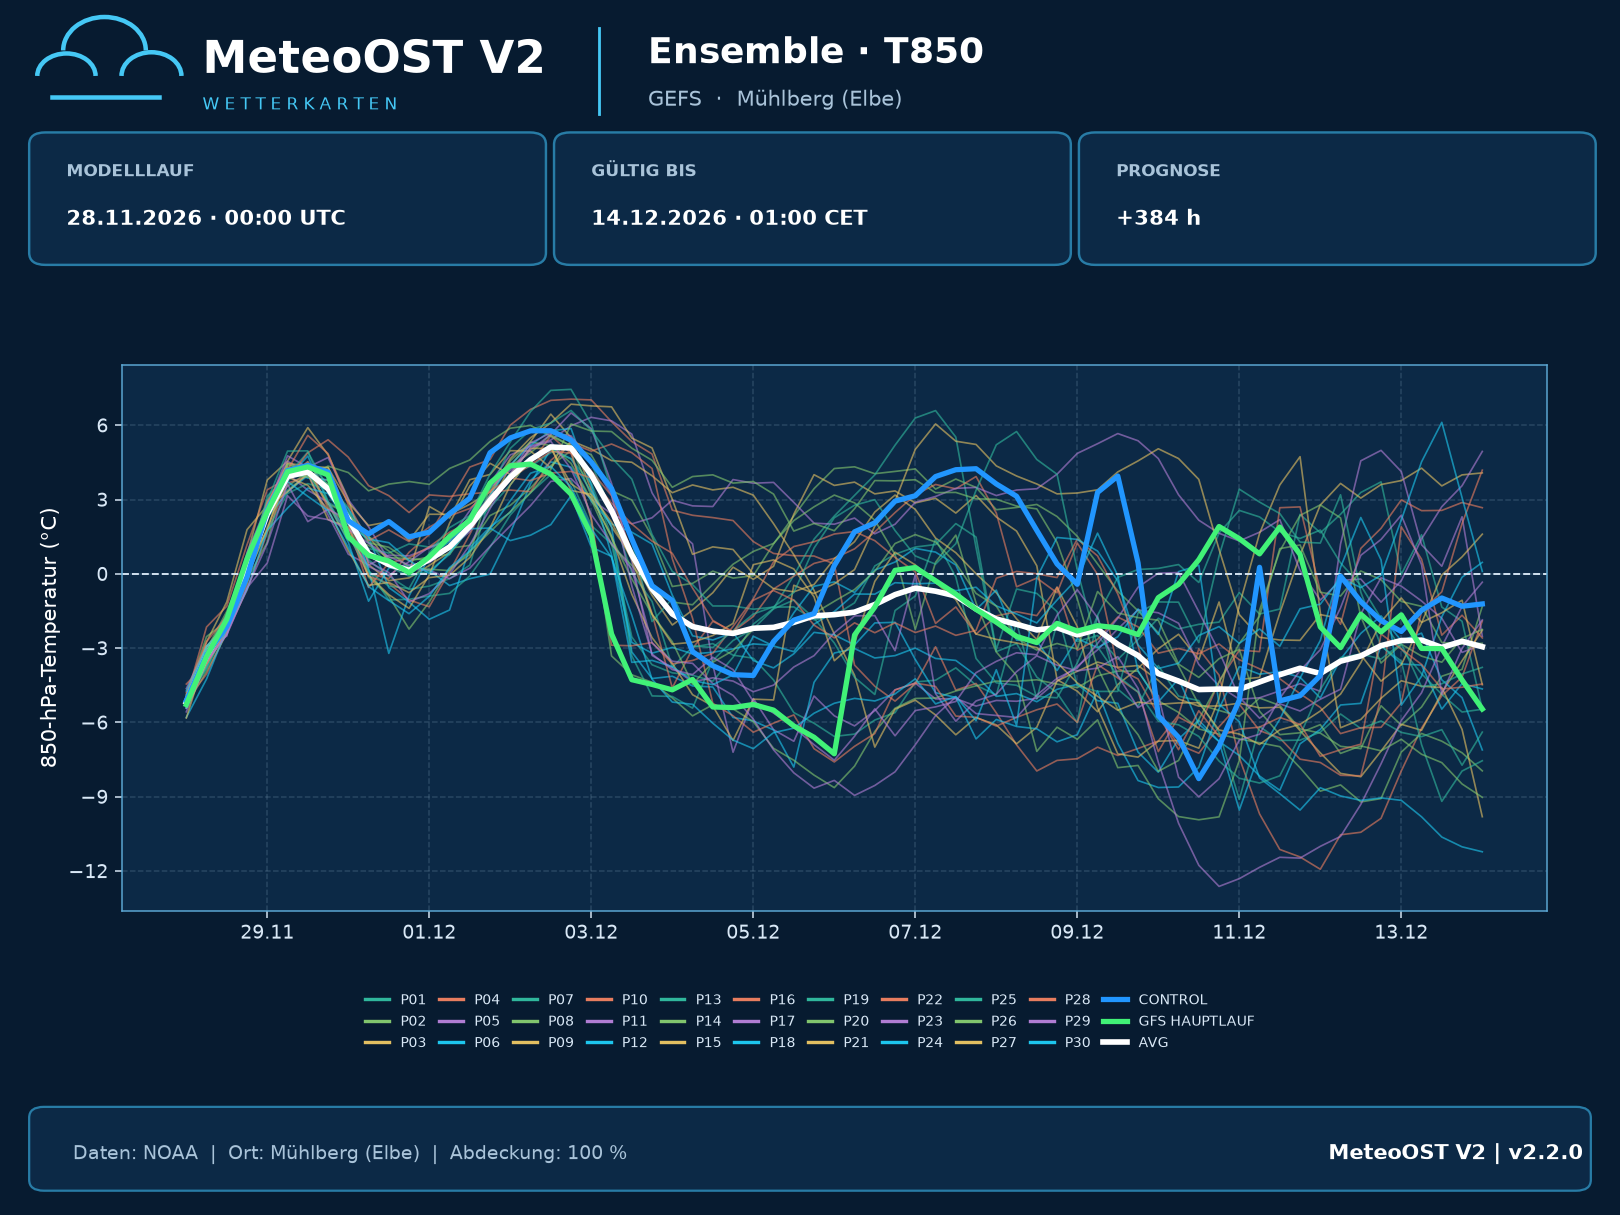 MeteoOST V2
WETTERKARTEN
Ensemble · T850
GEFS · Mühlberg (Elbe)
MODELLLAUF
28.11.2026 · 00:00 UTC
GÜLTIG BIS
14.12.2026 · 01:00 CET
PROGNOSE
+384 h
850-hPa-Temperatur (°C)
6
3
0
−3
−6
−9
−12
29.11 01.12 03.12 05.12 07.12 09.12 11.12 13.12
P01 P04 P07 P10 P13 P16 P19 P22 P25 P28 CONTROL
P02 P05 P08 P11 P14 P17 P20 P23 P26 P29 GFS HAUPTLAUF
P03 P06 P09 P12 P15 P18 P21 P24 P27 P30 AVG
Daten: NOAA | Ort: Mühlberg (Elbe) | Abdeckung: 100 %
MeteoOST V2 | v2.2.0